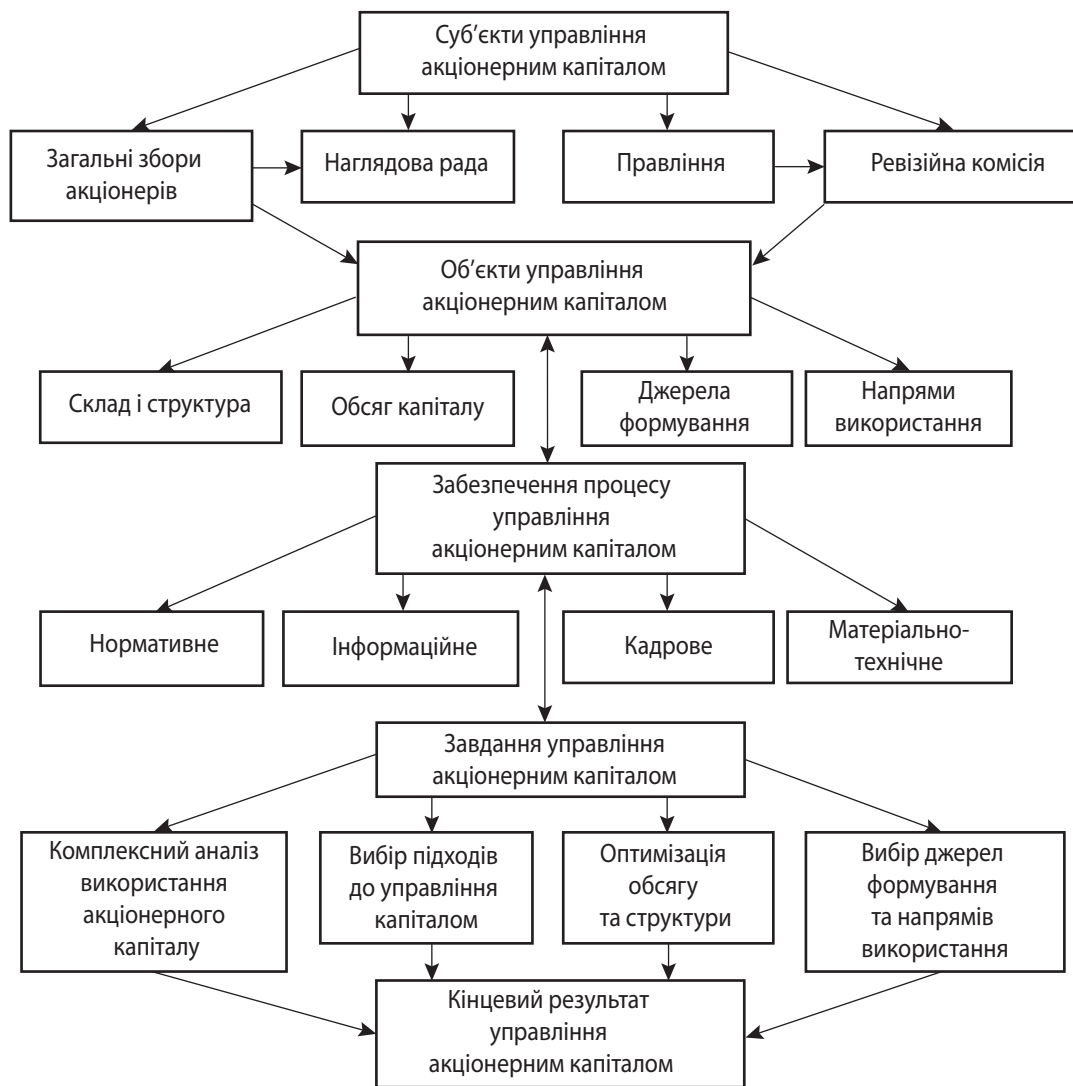 Суб’єкти управління
акціонерним капіталом
Загальні збори
акціонерів
Наглядова рада
Правління
Ревізійна комісія
Об’єкти управління
акціонерним капіталом
Склад і структура
Обсяг капіталу
Джерела
формування
Напрями
використання
Забезпечення процесу
управління
акціонерним капіталом
Нормативне
Інформаційне
Кадрове
Матеріально-
технічне
Завдання управління
акціонерним капіталом
Комплексний аналіз
використання
акціонерного
капіталу
Вибір підходів
до управління
капіталом
Оптимізація
обсягу
та структури
Вибір джерел
формування
та напрямів
використання
Кінцевий результат
управління
акціонерним капіталом